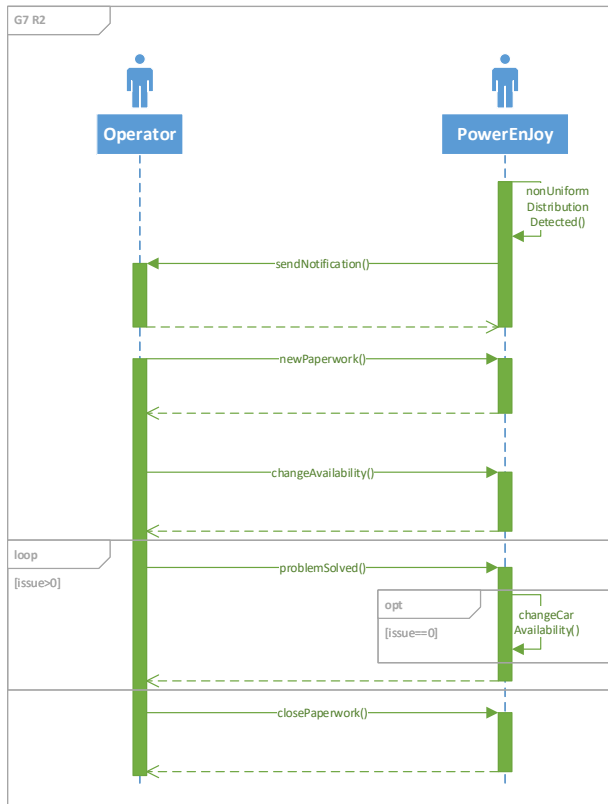 G7 R2
Operator
PowerEnJoy
nonUniform
Distribution
Detected()
sendNotification()
newPaperwork()
changeAvailability()
loop
[issue>0]
problemSolved()
opt
[issue==0]
changeCar
Availability()
closePaperwork()